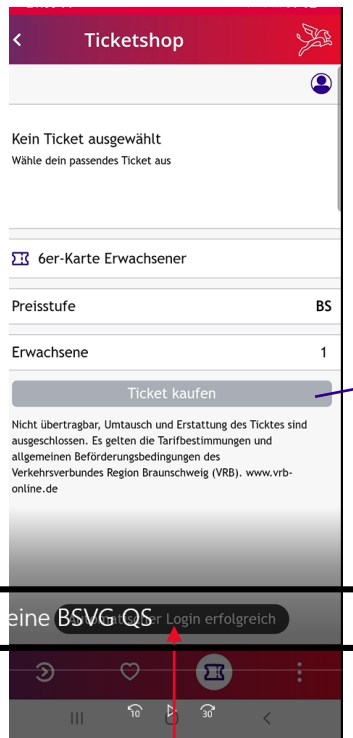 Ticketshop
Kein Ticket ausgewählt
Wähle dein passendes Ticket aus
6er-Karte Erwachsener
Preisstufe BS
Erwachsene 1
Ticket kaufen
Nicht übertragbar, Umtausch und Erstattung des Ticktes sind
ausgeschlossen. Es gelten die Tarifbestimmungen und
allgemeinen Beförderungsbedingungen des
Verkehrsverbundes Region Braunschweig (VRB). www.vrb-
online.de
eine BSVG QS
Login erfolgreich
10 30